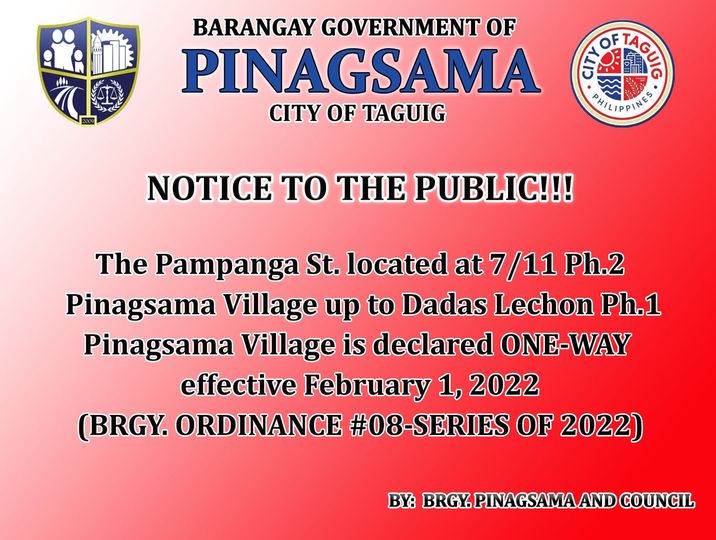 BARANGAY GOVERNMENT OF
PINAGSAMA
CITY OF TAGUIG
2009
CITY OF TAGUIG
PHILIPPINES
NOTICE TO THE PUBLIC!!!
The Pampanga St. located at 7/11 Ph.2
Pinagsama Village up to Dadas Lechon Ph.1
Pinagsama Village is declared ONE-WAY
effective February 1, 2022
(BRGY. ORDINANCE #08-SERIES OF 2022)
BY: BRGY. PINAGSAMA AND COUNCIL